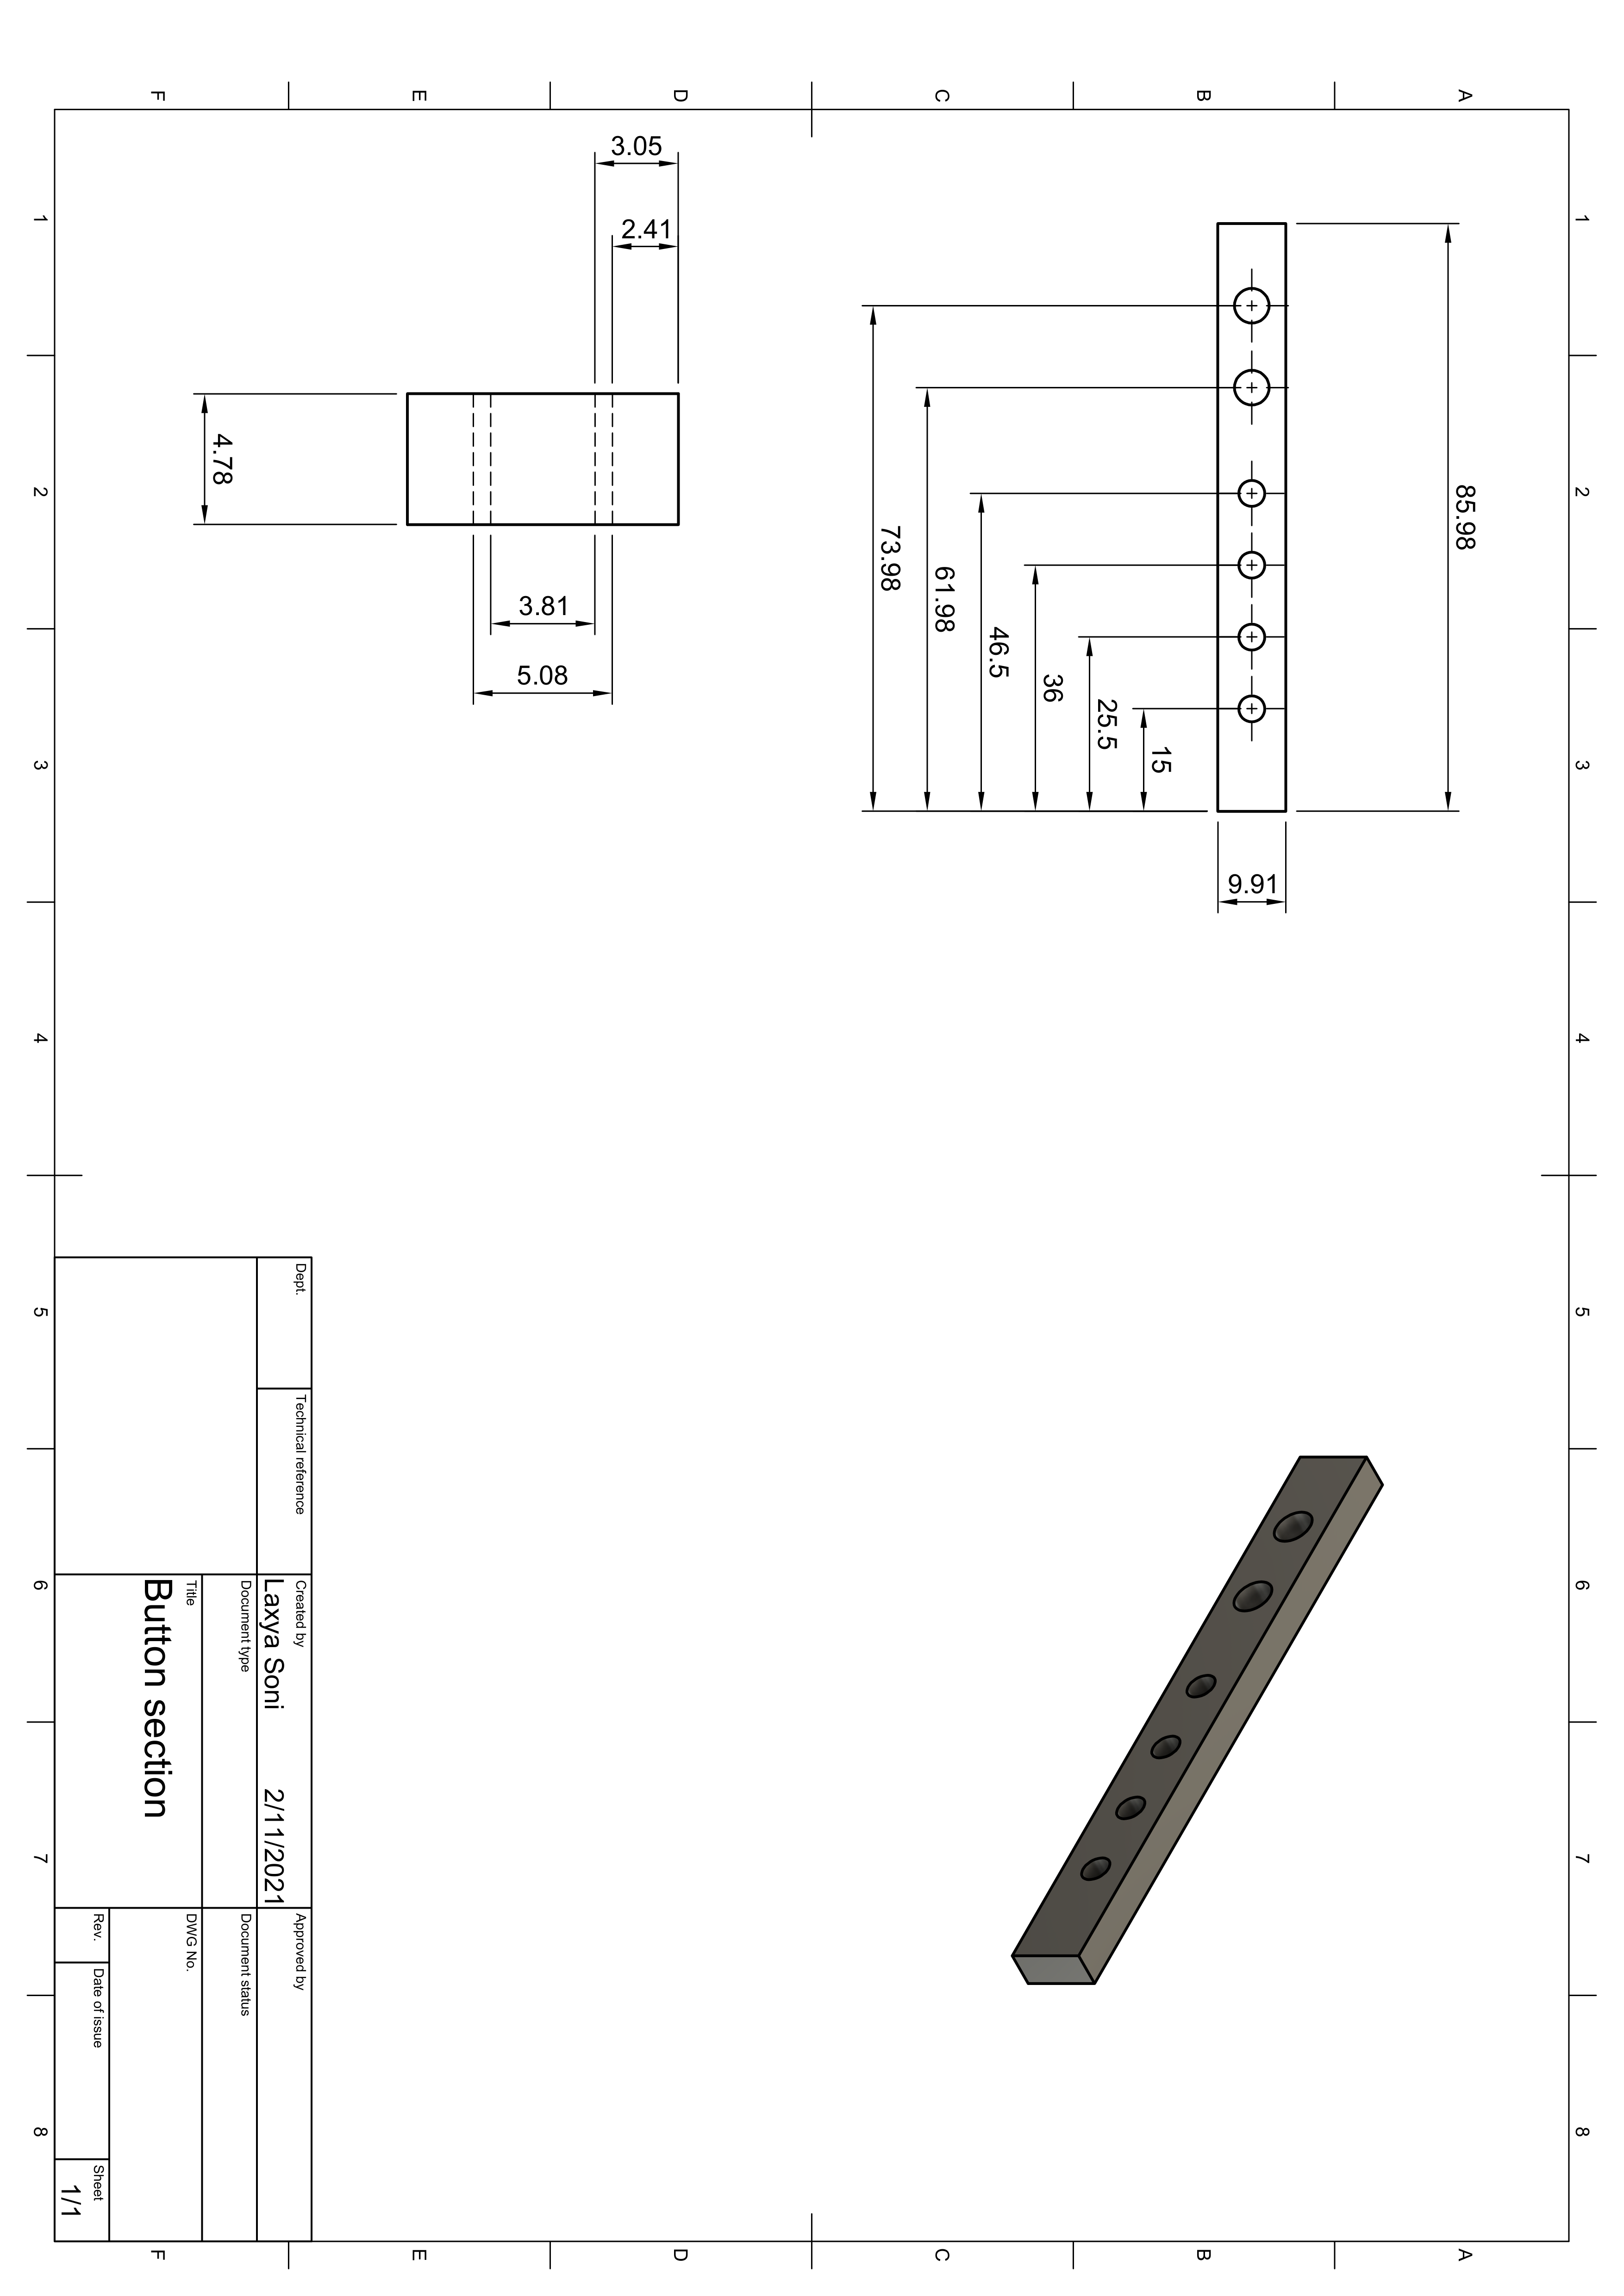 1 2 3 4 5 6 7 8
A
B
C
D
E
F
A
B
C
D
E
F
85.98
9.91
15
25.5
36
46.5
61.98
73.98
3.05
2.41
4.78
3.81
5.08
Dept.
Technical reference
Created by
Approved by
Laxya Soni 2/11/2021
Document type
Document status
Title
DWG No.
Button section
Rev.
Date of issue
Sheet
1/1
1 2 3 4 5 6 7 8